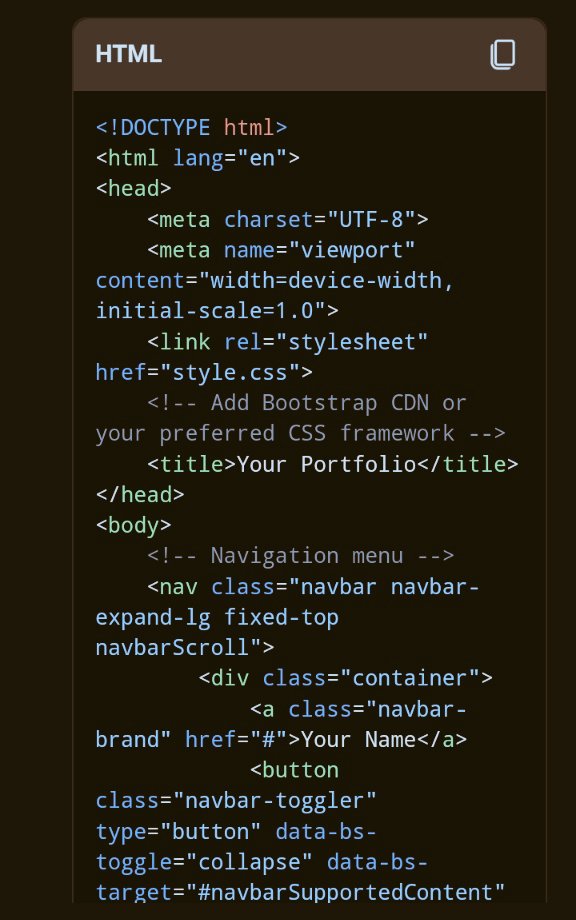 HTML
<!DOCTYPE html>
<html lang="en">
<head>
    <meta charset="UTF-8">
    <meta name="viewport"
content="width=device-width,
initial-scale=1.0">
    <link rel="stylesheet"
href="style.css">
    <!-- Add Bootstrap CDN or
your preferred CSS framework -->
    <title>Your Portfolio</title>
</head>
<body>
    <!-- Navigation menu -->
    <nav class="navbar navbar-
expand-lg fixed-top
navbarScroll">
        <div class="container">
            <a class="navbar-
brand" href="#">Your Name</a>
            <button
class="navbar-toggler"
type="button" data-bs-
toggle="collapse" data-bs-
target="#navbarSupportedContent"